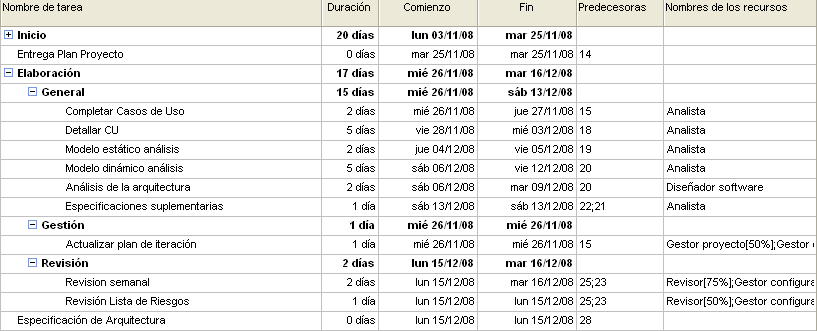 Nombre de tarea Duración Comienzo Fin Predecesoras Nombres de los recursos
Inicio 20 días lun 03/11/08 mar 25/11/08
Entrega Plan Proyecto 0 días mar 25/11/08 mar 25/11/08 14
Elaboración 17 días mié 26/11/08 mar 16/12/08
General 15 días mié 26/11/08 sáb 13/12/08
Completar Casos de Uso 2 días mié 26/11/08 jue 27/11/08 15 Analista
Detallar CU 5 días vie 28/11/08 mié 03/12/08 18 Analista
Modelo estático análisis 2 días jue 04/12/08 vie 05/12/08 19 Analista
Modelo dinámico análisis 5 días sáb 06/12/08 vie 12/12/08 20 Analista
Análisis de la arquitectura 2 días sáb 06/12/08 mar 09/12/08 20 Diseñador software
Especificaciones suplementarias 1 día sáb 13/12/08 sáb 13/12/08 22;21 Analista
Gestión 1 día mié 26/11/08 mié 26/11/08
Actualizar plan de iteración 1 día mié 26/11/08 mié 26/11/08 15 Gestor proyecto[50%];Gestor
Revisión 2 días lun 15/12/08 mar 16/12/08
Revision semanal 2 días lun 15/12/08 mar 16/12/08 25;23 Revisor[75%];Gestor configura
Revisión Lista de Riesgos 1 día lun 15/12/08 lun 15/12/08 25;23 Revisor[50%];Gestor configura
Especificación de Arquitectura 0 días lun 15/12/08 lun 15/12/08 28